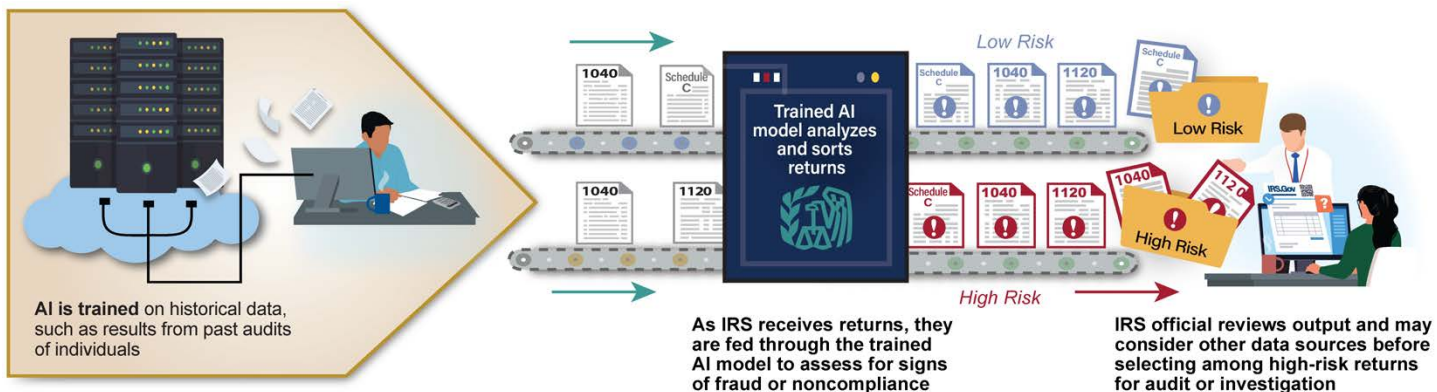 AI is trained on historical data,
such as results from past audits
of individuals
1040
Schedule
C
1040
1120
Trained AI
model analyzes
and sorts
returns
Low Risk
Schedule
C
1040
1120
Schedule
C
Low Risk
Schedule
C
1040
1120
1040
1120
High Risk
High Risk
IRS.Gov
As IRS receives returns, they
are fed through the trained
AI model to assess for signs
of fraud or noncompliance
IRS official reviews output and may
consider other data sources before
selecting among high-risk returns
for audit or investigation